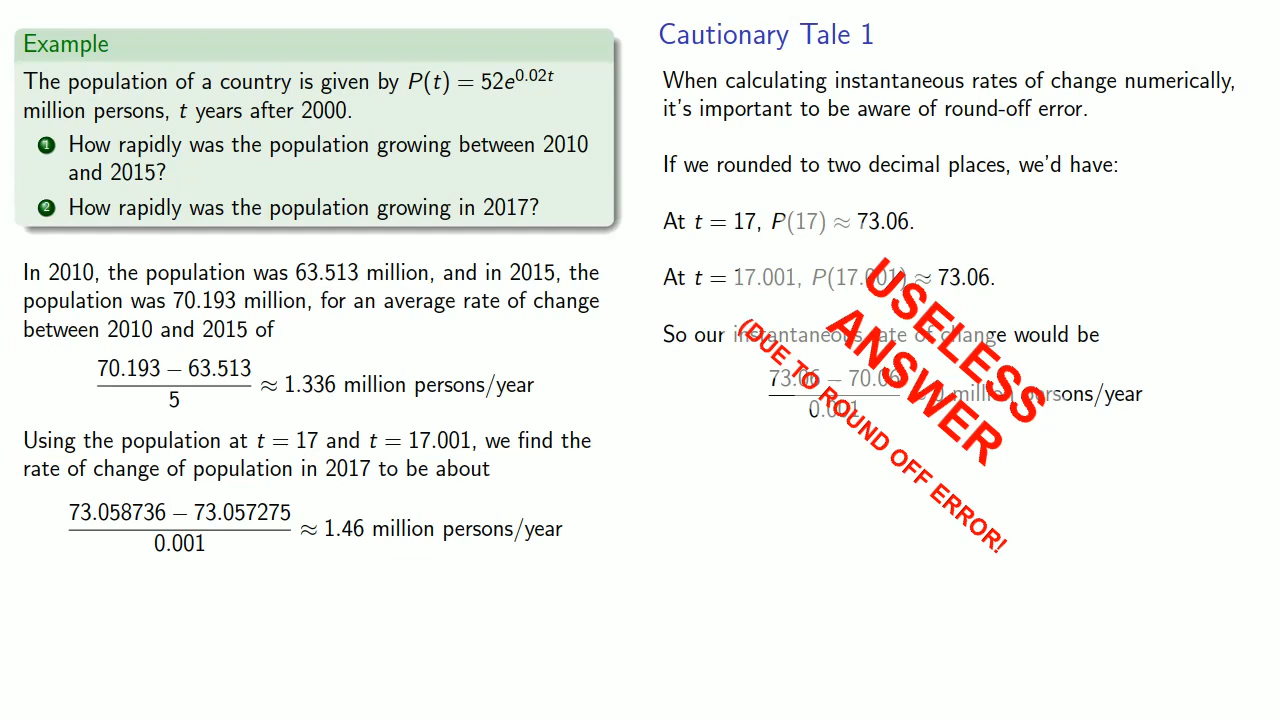 Example
The population of a country is given by P(t) = 52e^{0.02t}
million persons, t years after 2000.
1 How rapidly was the population growing between 2010
and 2015?
2 How rapidly was the population growing in 2017?
In 2010, the population was 63.513 million, and in 2015, the
population was 70.193 million, for an average rate of change
between 2010 and 2015 of
70.193 − 63.513
5
≈ 1.336 million persons/year
Using the population at t = 17 and t = 17.001, we find the
rate of change of population in 2017 to be about
73.058736 − 73.057275
0.001
≈ 1.46 million persons/year
Cautionary Tale 1
When calculating instantaneous rates of change numerically,
it's important to be aware of round-off error.
If we rounded to two decimal places, we'd have:
At t = 17, P(17) ≈ 73.06.
At t = 17.001, P(17.001) ≈ 73.06.
So our instantaneous rate of change would be
73.06 − 70.06
0.001
million persons/year
USELESS
ANSWER
(DUE TO ROUND OFF ERROR!